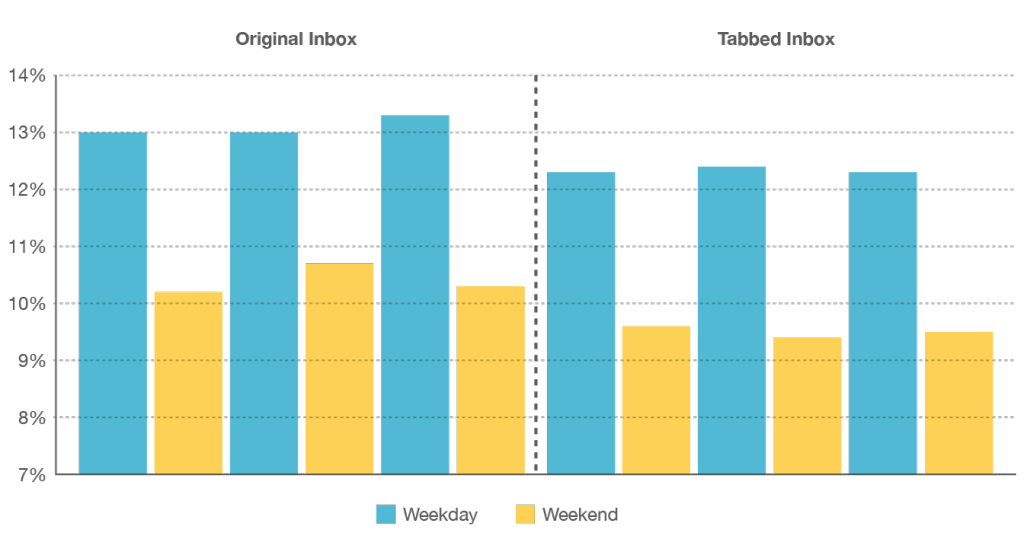 Original Inbox
Tabbed Inbox
14%
13%
12%
11%
10%
9%
8%
7%
Weekday
Weekend